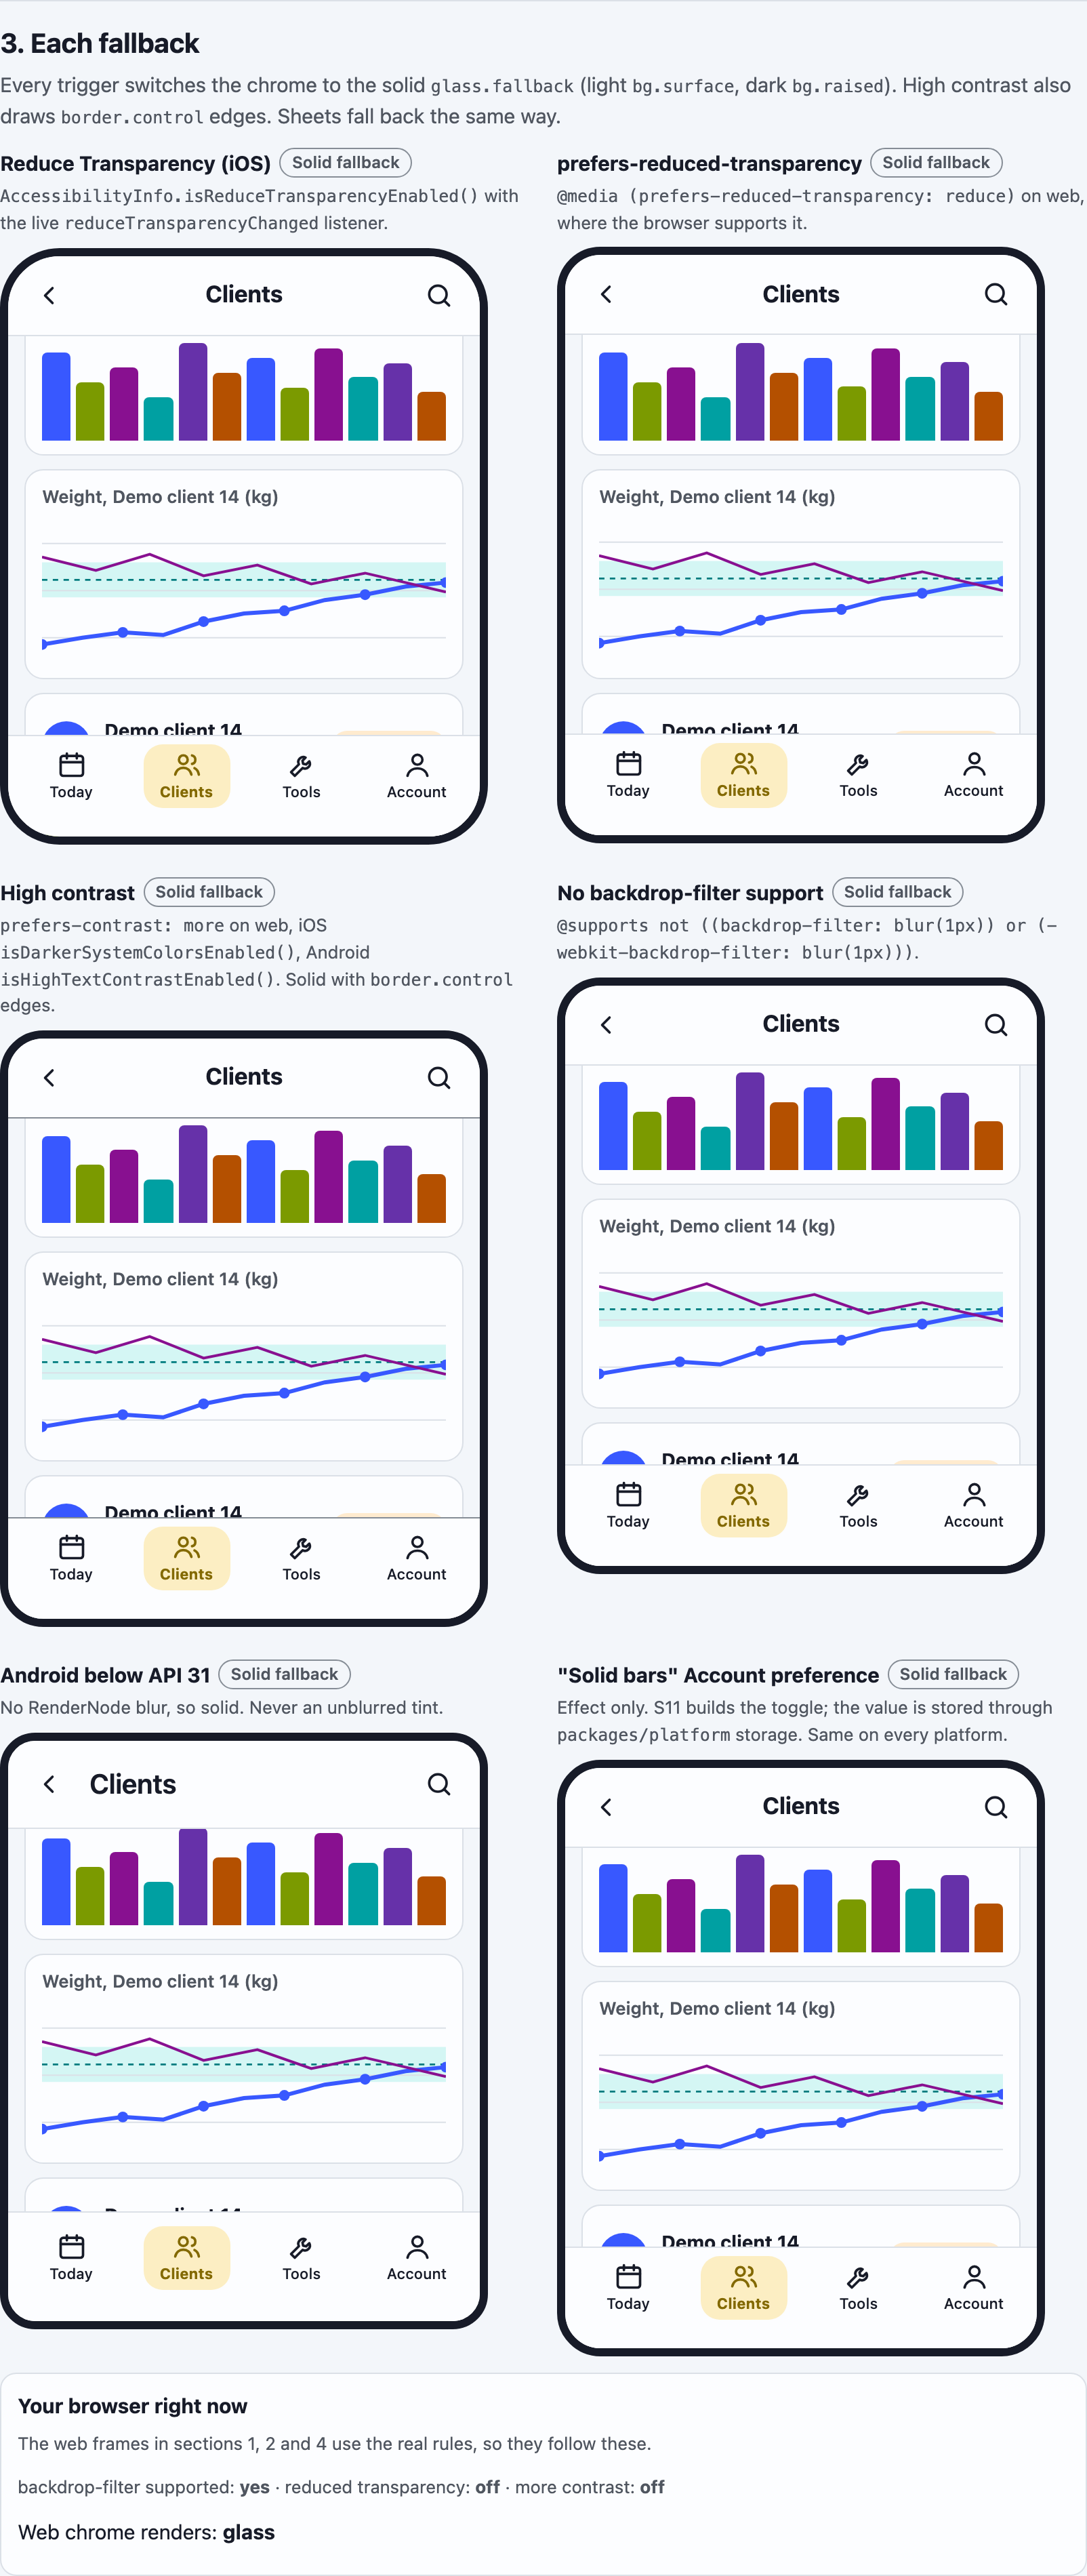 3. Each fallback
Every trigger switches the chrome to the solid glass.fallback (light bg.surface, dark bg.raised). High contrast also
draws border.control edges. Sheets fall back the same way.
Reduce Transparency (iOS) Solid fallback
AccessibilityInfo.isReduceTransparencyEnabled() with
the live reduceTransparencyChanged listener.
Clients
Weight, Demo client 14 (kg)
Demo client 14
Today Clients Tools Account
prefers-reduced-transparency Solid fallback
@media (prefers-reduced-transparency: reduce) on web,
where the browser supports it.
Clients
Weight, Demo client 14 (kg)
Demo client 14
Today Clients Tools Account
High contrast Solid fallback
prefers-contrast: more on web, iOS
isDarkerSystemColorsEnabled(), Android
isHighTextContrastEnabled(). Solid with border.control
edges.
Clients
Weight, Demo client 14 (kg)
Demo client 14
Today Clients Tools Account
No backdrop-filter support Solid fallback
@supports not ((backdrop-filter: blur(1px)) or (-
webkit-backdrop-filter: blur(1px))).
Clients
Weight, Demo client 14 (kg)
Demo client 14
Today Clients Tools Account
Android below API 31 Solid fallback
No RenderNode blur, so solid. Never an unblurred tint.
Clients
Weight, Demo client 14 (kg)
Today Clients Tools Account
"Solid bars" Account preference Solid fallback
Effect only. S11 builds the toggle; the value is stored through
packages/platform storage. Same on every platform.
Clients
Weight, Demo client 14 (kg)
Demo client 14
Today Clients Tools Account
Your browser right now
The web frames in sections 1, 2 and 4 use the real rules, so they follow these.
backdrop-filter supported: yes · reduced transparency: off · more contrast: off
Web chrome renders: glass